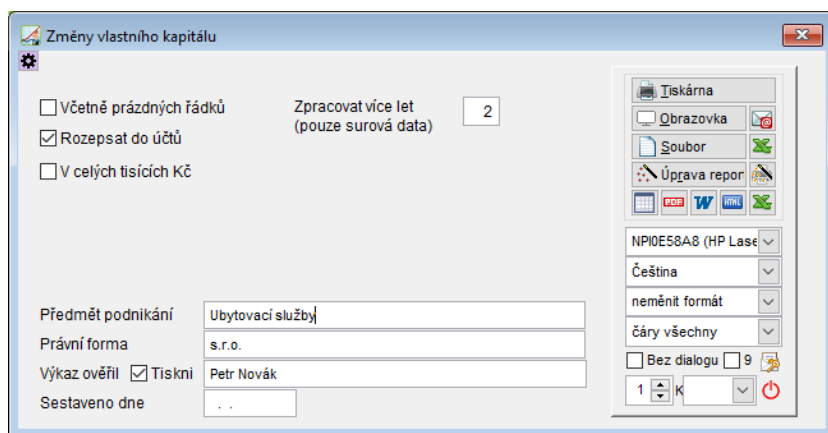 Změny vlastního kapitálu
Včetně prázdných řádků
Zpracovat více let
(pouze surová data)
2
Rozepsat do účtů
V celých tisících Kč
Tiskárna
Obrazovka
Soubor
Úprava repor
PDF
W
HTML
NPI0E58A8 (HP Lase
Čeština
neměnit formát
čáry všechny
Bez dialogu
9
1
K
Předmět podnikání
Ubytovací služby
Právní forma
s.r.o.
Výkaz ověřil
Tiskni
Petr Novák
Sestaveno dne
. .